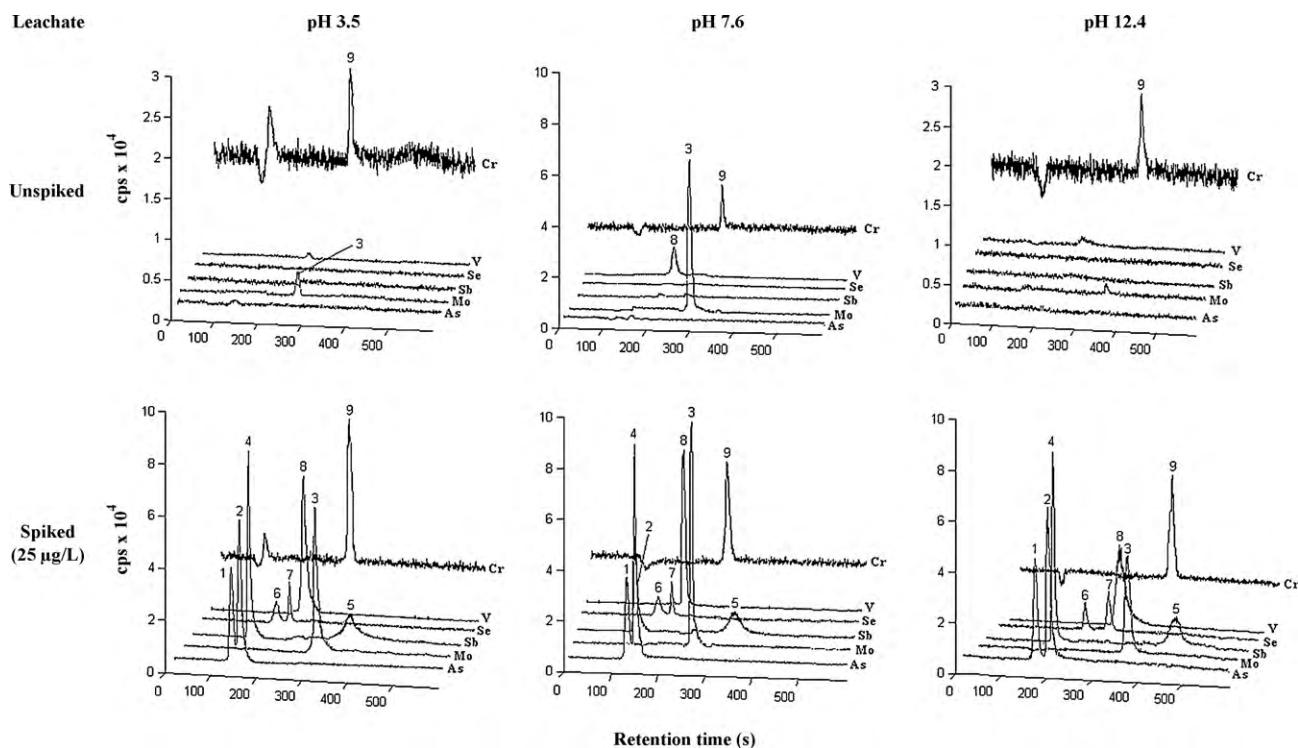 Leachate pH 3.5 pH 7.6 pH 12.4
Unspiked
cps x 10⁴
3
2.5
2
1.5
1
0.5
0
0 100 200 300 400 500
9
3
Cr
V
Se
Sb
Mo
As
10
8
6
4
2
0
0 100 200 300 400 500
3
9
8
Cr
V
Se
Sb
Mo
As
3
2.5
2
1.5
1
0.5
0
0 100 200 300 400 500
9
Cr
V
Se
Sb
Mo
As
Spiked
(25 µg/L)
cps x 10⁴
10
8
6
4
2
0
0 100 200 300 400 500
9
4
8
2
3
1
7
6
5
Cr
V
Se
Sb
Mo
As
10
8
6
4
2
0
0 100 200 300 400 500
3
4
8
9
2
1
7
6
5
Cr
V
Se
Sb
Mo
As
10
8
6
4
2
0
0 100 200 300 400 500
4
9
2
8
1
3
7
6
5
Cr
V
Se
Sb
Mo
As
Retention time (s)